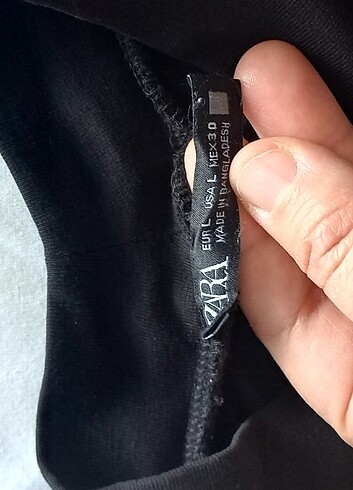 ZARA
EUR L USA L MEX 30
MADE IN BANGLADESH